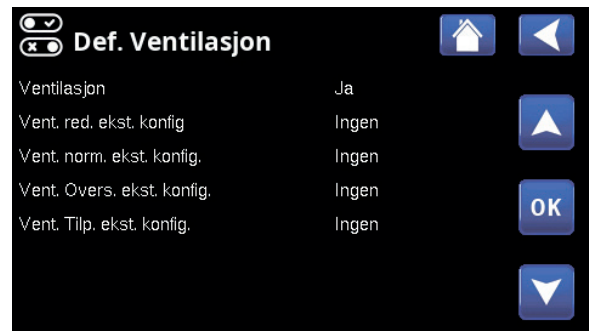 Def. Ventilasjon
Ventilasjon Ja
Vent. red. ekst. konfig Ingen
Vent. norm. ekst. konfig. Ingen
Vent. Overs. ekst. konfig. Ingen
Vent. Tilp. ekst. konfig. Ingen
OK